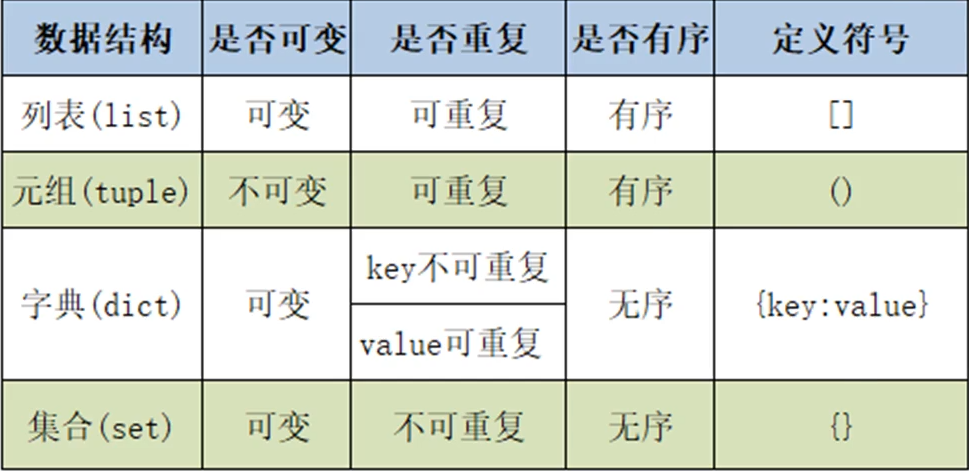 数据结构 是否可变 是否重复 是否有序 定义符号
列表(list) 可变 可重复 有序 []
元组(tuple) 不可变 可重复 有序 ()
字典(dict) 可变 key不可重复 无序 {key:value}
value可重复
集合(set) 可变 不可重复 无序 {}